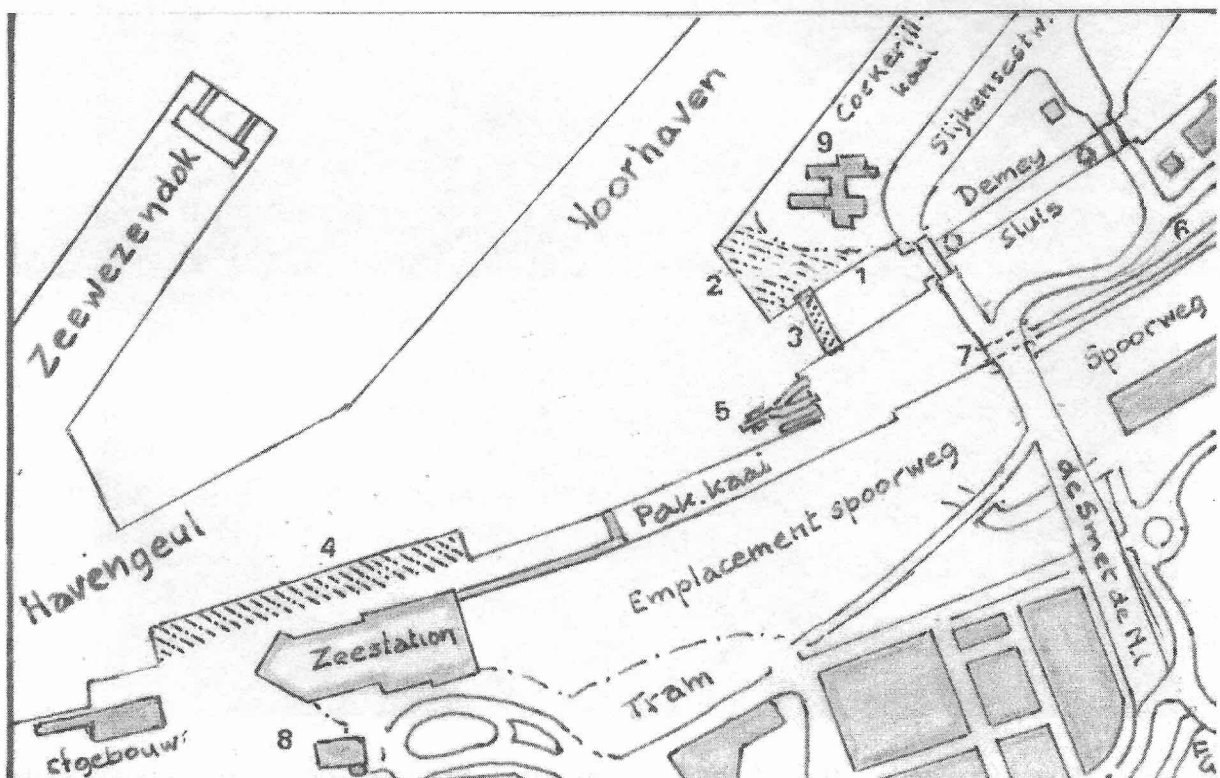 Zeewezendok
Voorhaven
Cockerill
kaai
Slijkensestw.
9
Demey
sluis
1
2
3
7
R
Spoorweg
5
Pak.kaai
Emplacement spoorweg
de Smet de N.
Havengeul
4
Zeestation
Tram
8